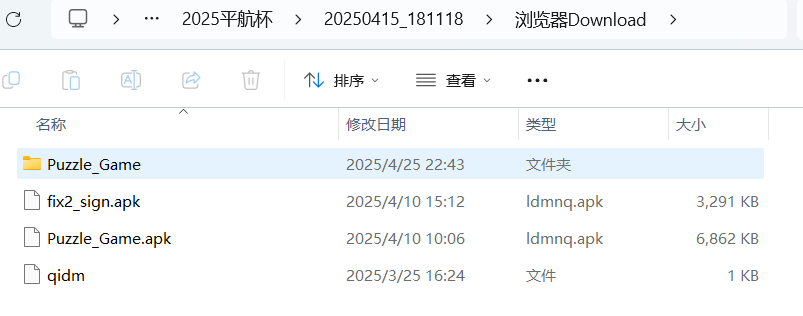 2025平航杯 20250415_181118 浏览器Download
排序 查看
名称 修改日期 类型 大小
Puzzle_Game 2025/4/25 22:43 文件夹
fix2_sign.apk 2025/4/10 15:12 ldmnq.apk 3,291 KB
Puzzle_Game.apk 2025/4/10 10:06 ldmnq.apk 6,862 KB
qidm 2025/3/25 16:24 文件 1 KB